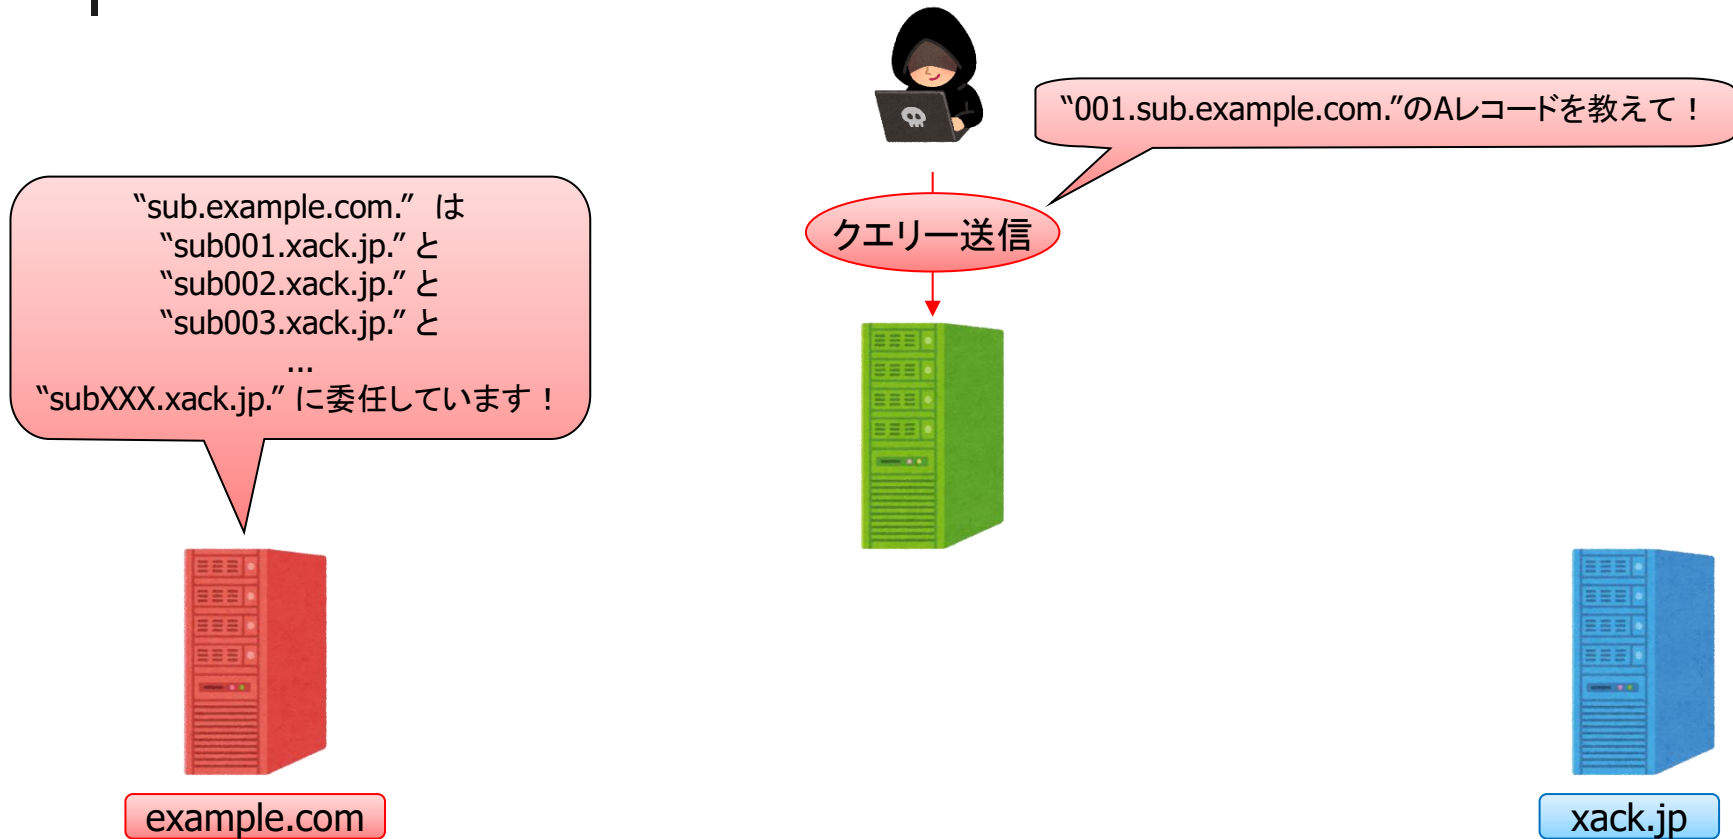 “001.sub.example.com.”のAレコードを教えて！
“sub.example.com.” は
“sub001.xack.jp.” と
“sub002.xack.jp.” と
“sub003.xack.jp.” と
...
“subXXX.xack.jp.” に委任しています！
クエリー送信
example.com
xack.jp